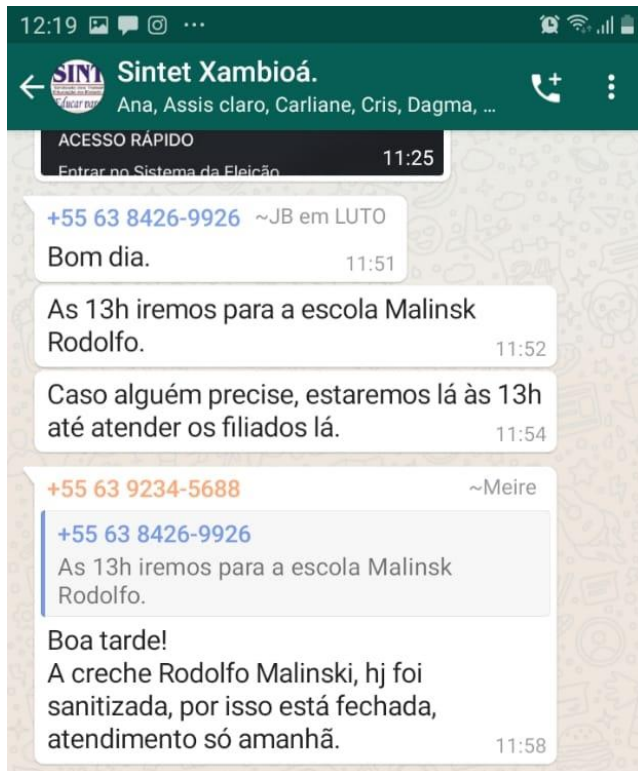 12:19
Sintet Xambioá.
SINT
Educar par
Ana, Assis claro, Carliane, Cris, Dagma, ...
ACESSO RÁPIDO
Entrar no Sistema da Eleição
11:25
+55 63 8426-9926 ~JB em LUTO
Bom dia.
11:51
As 13h iremos para a escola Malinsk
Rodolfo.
11:52
Caso alguém precise, estaremos lá às 13h
até atender os filiados lá.
11:54
+55 63 9234-5688 ~Meire
+55 63 8426-9926
As 13h iremos para a escola Malinsk
Rodolfo.
Boa tarde!
A creche Rodolfo Malinski, hj foi
sanitizada, por isso está fechada,
atendimento só amanhã.
11:58